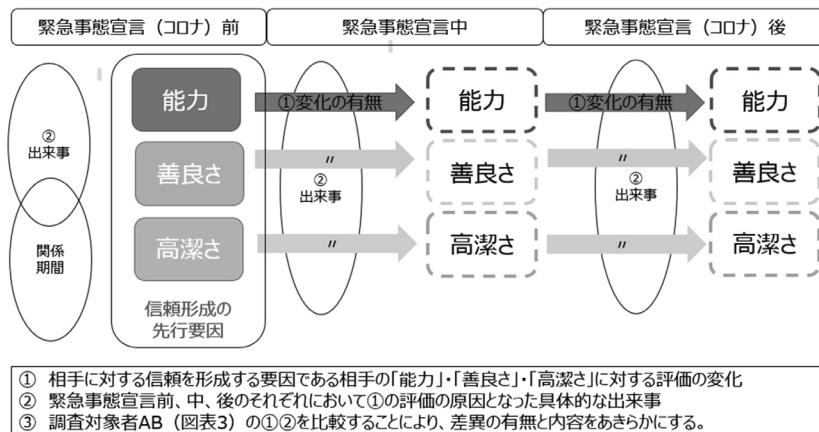 緊急事態宣言（コロナ）前
緊急事態宣言中
緊急事態宣言（コロナ）後
②
出来事
関係
期間
能力
善良さ
高潔さ
信頼形成の
先行要因
①変化の有無
〃
〃
②
出来事
能力
善良さ
高潔さ
①変化の有無
〃
〃
②
出来事
能力
善良さ
高潔さ
① 相手に対する信頼を形成する要因である相手の「能力」・「善良さ」・「高潔さ」に対する評価の変化
② 緊急事態宣言前、中、後のそれぞれにおいて①の評価の原因となった具体的な出来事
③ 調査対象者AB（図表3）の①②を比較することにより、差異の有無と内容をあきらかにする。